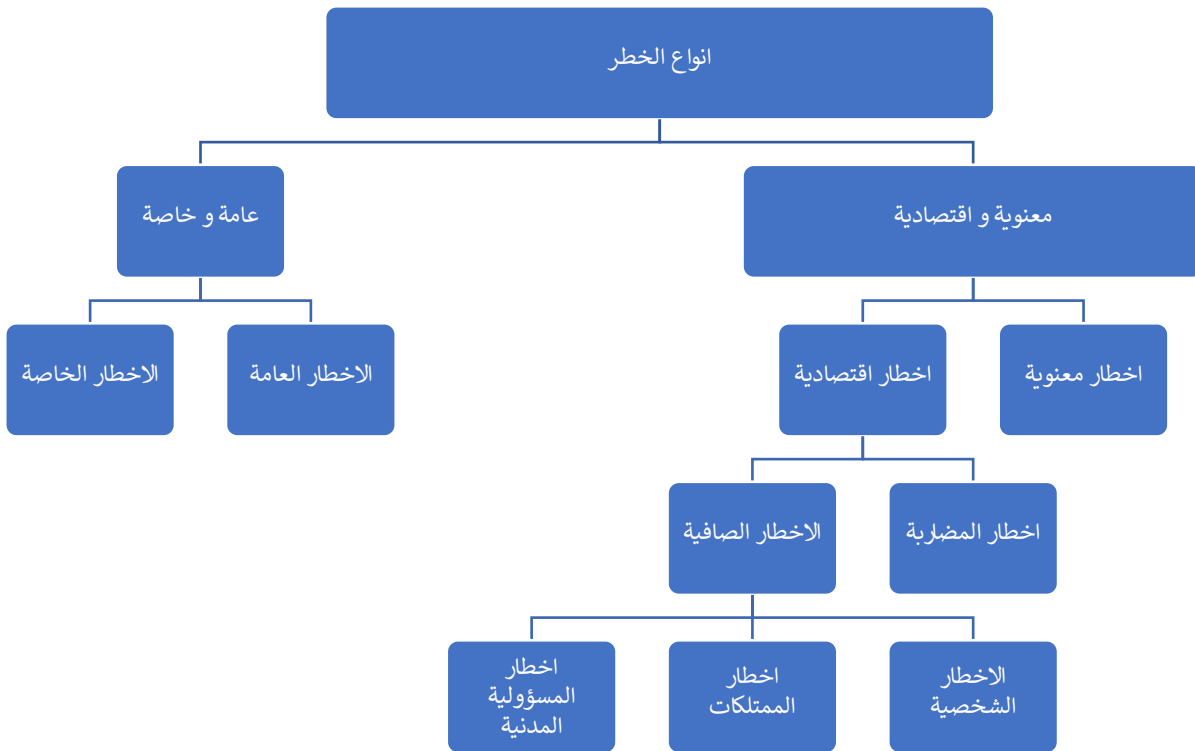 انواع الخطر
معنوية و اقتصادية
عامة و خاصة
اخطار معنوية
اخطار اقتصادية
الاخطار العامة
الاخطار الخاصة
اخطار المضاربة
الاخطار الصافية
الاخطار
الشخصية
اخطار
الممتلكات
اخطار
المسؤولية
المدنية